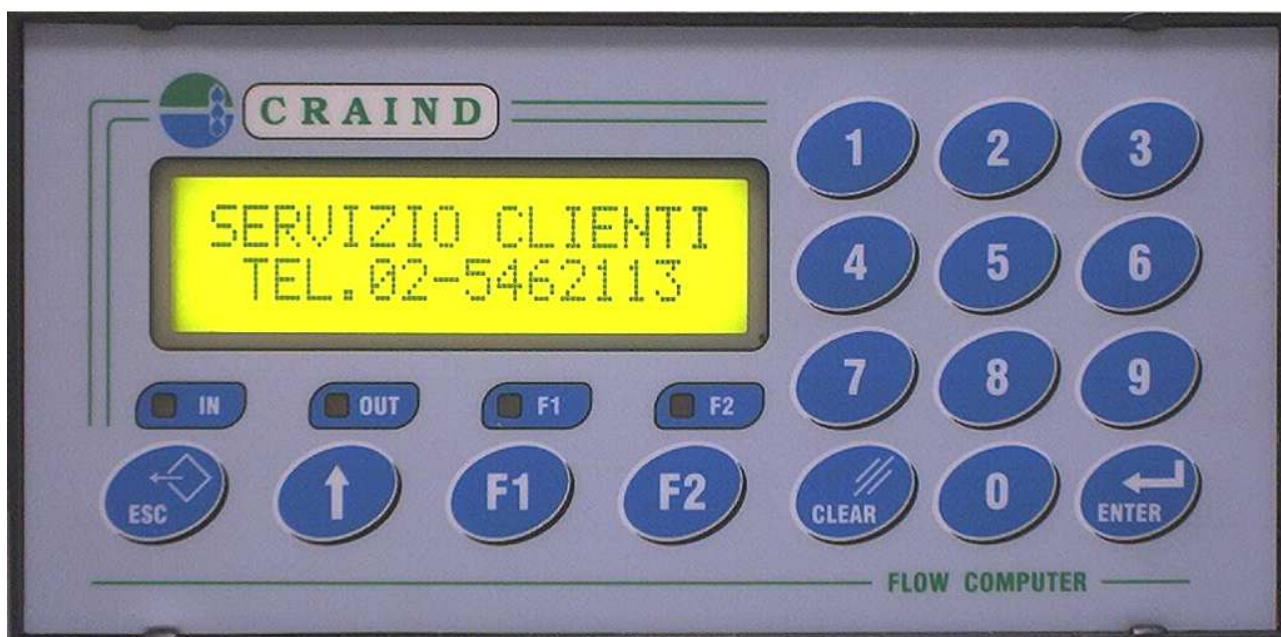 CRAIND
SERVIZIO CLIENTI
TEL.02-5462113
1 2 3
4 5 6
7 8 9
IN OUT F1 F2
ESC F1 F2 CLEAR 0 ENTER
FLOW COMPUTER